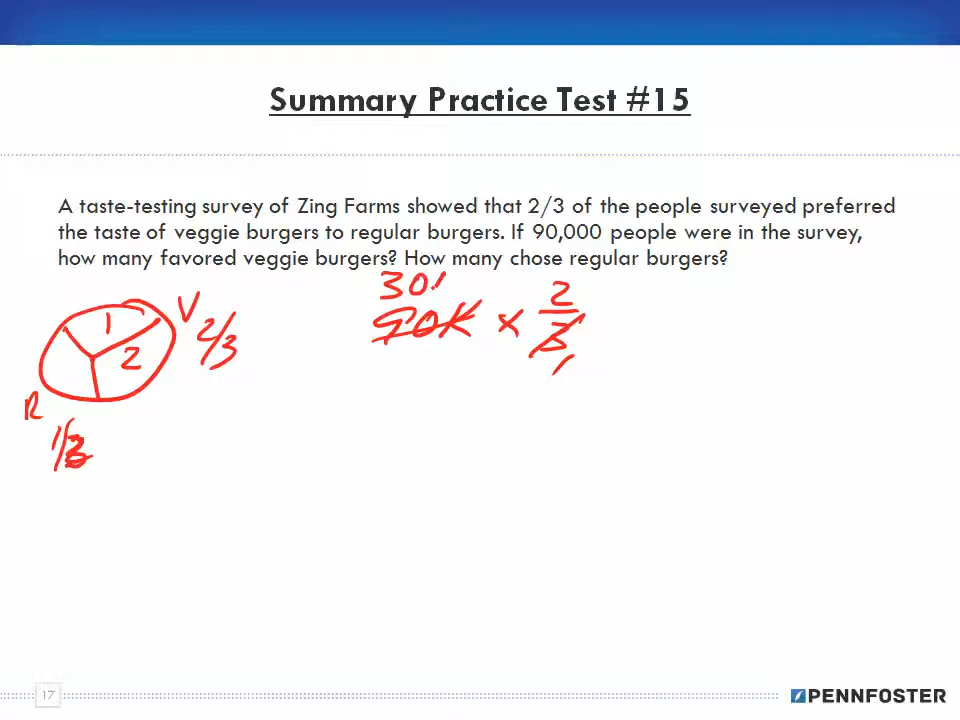 Summary Practice Test #15
A taste-testing survey of Zing Farms showed that 2/3 of the people surveyed preferred
the taste of veggie burgers to regular burgers. If 90,000 people were in the survey,
how many favored veggie burgers? How many chose regular burgers?
30
90K x 2/3
1
1
2
V
2/3
R
1/3
17
PENNFOSTER